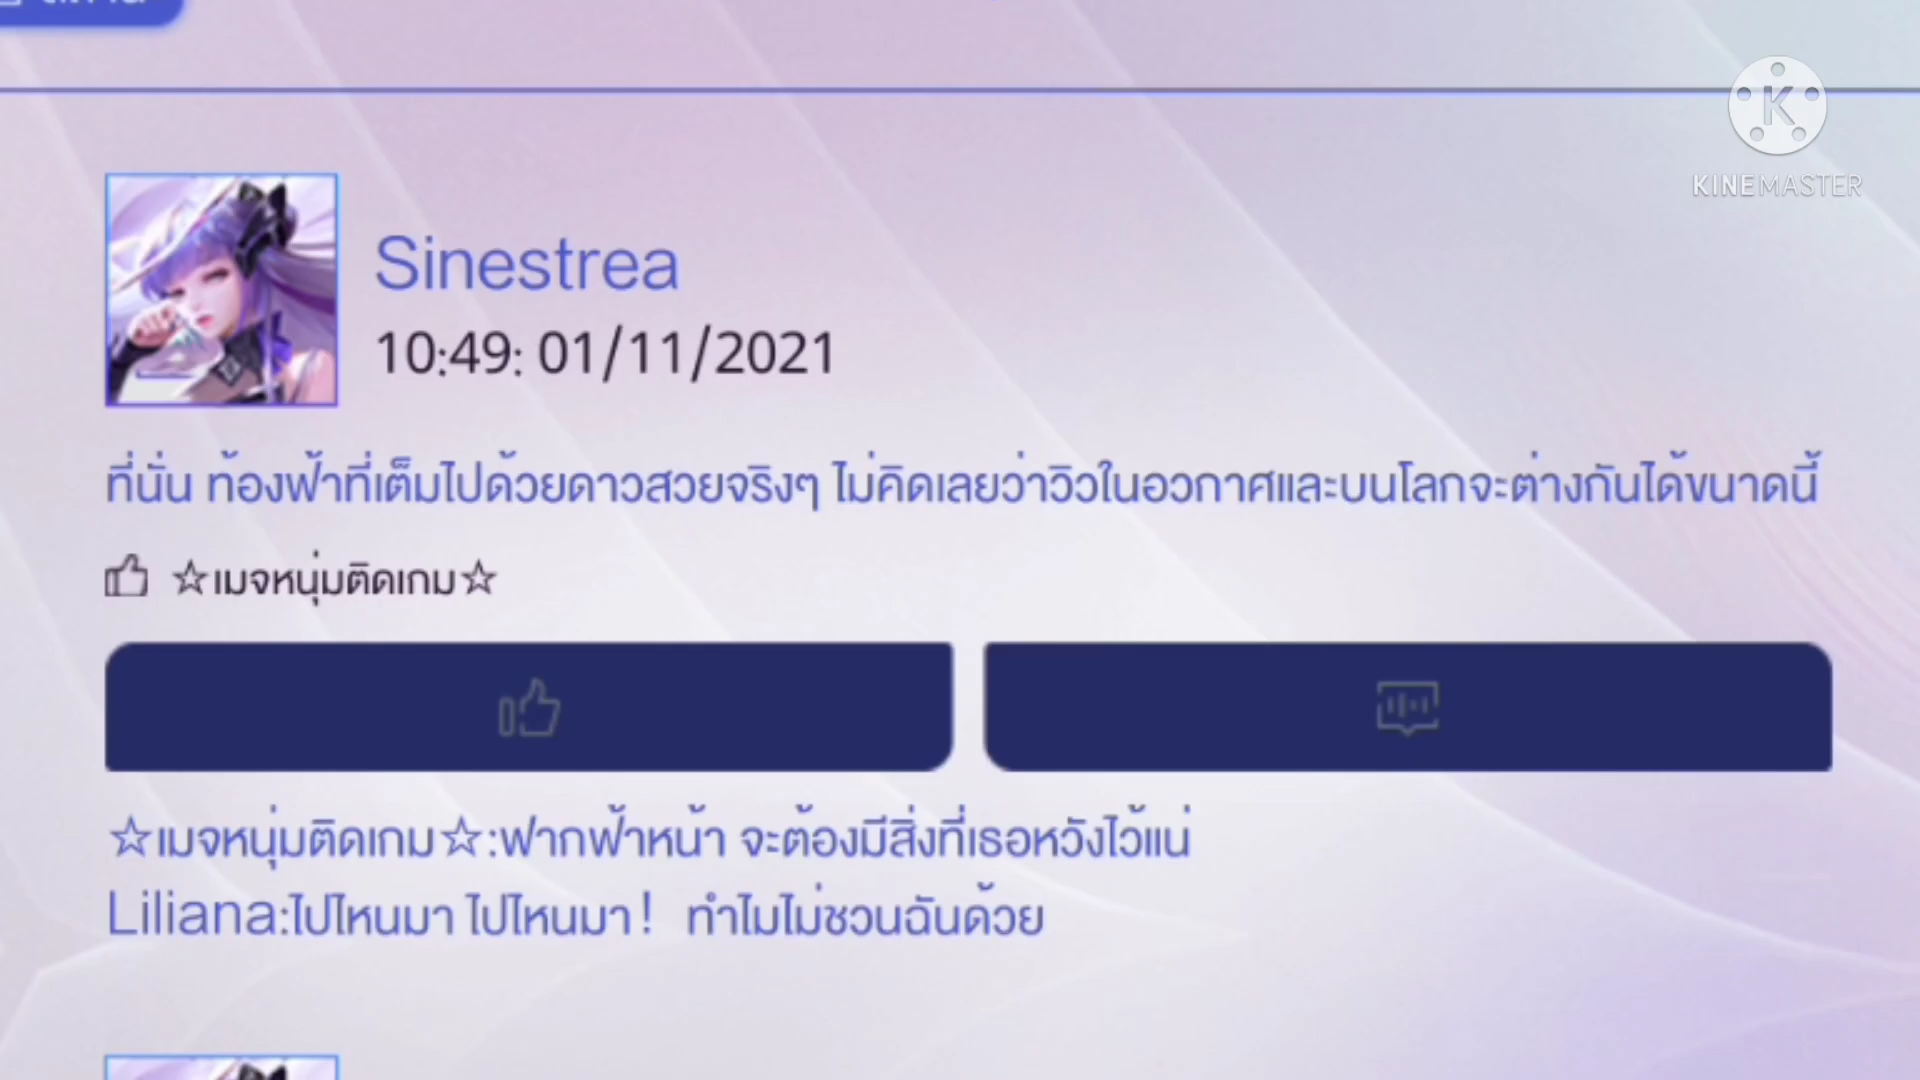 KINEMASTER
Sinestrea
10:49: 01/11/2021
ที่นั่น ท้องฟ้าที่เต็มไปด้วยดาวสวยจริงๆ ไม่คิดเลยว่าวิวในอวกาศและบนโลกจะต่างกันได้ขนาดนี้
☆เมจหนุ่มติดเกม☆
☆เมจหนุ่มติดเกม☆:ฟากฟ้าหน้า จะต้องมีสิ่งที่เธอหวังไว้แน่
Liliana:ไปไหนมา ไปไหนมา! ทำไมไม่ชวนฉันด้วย